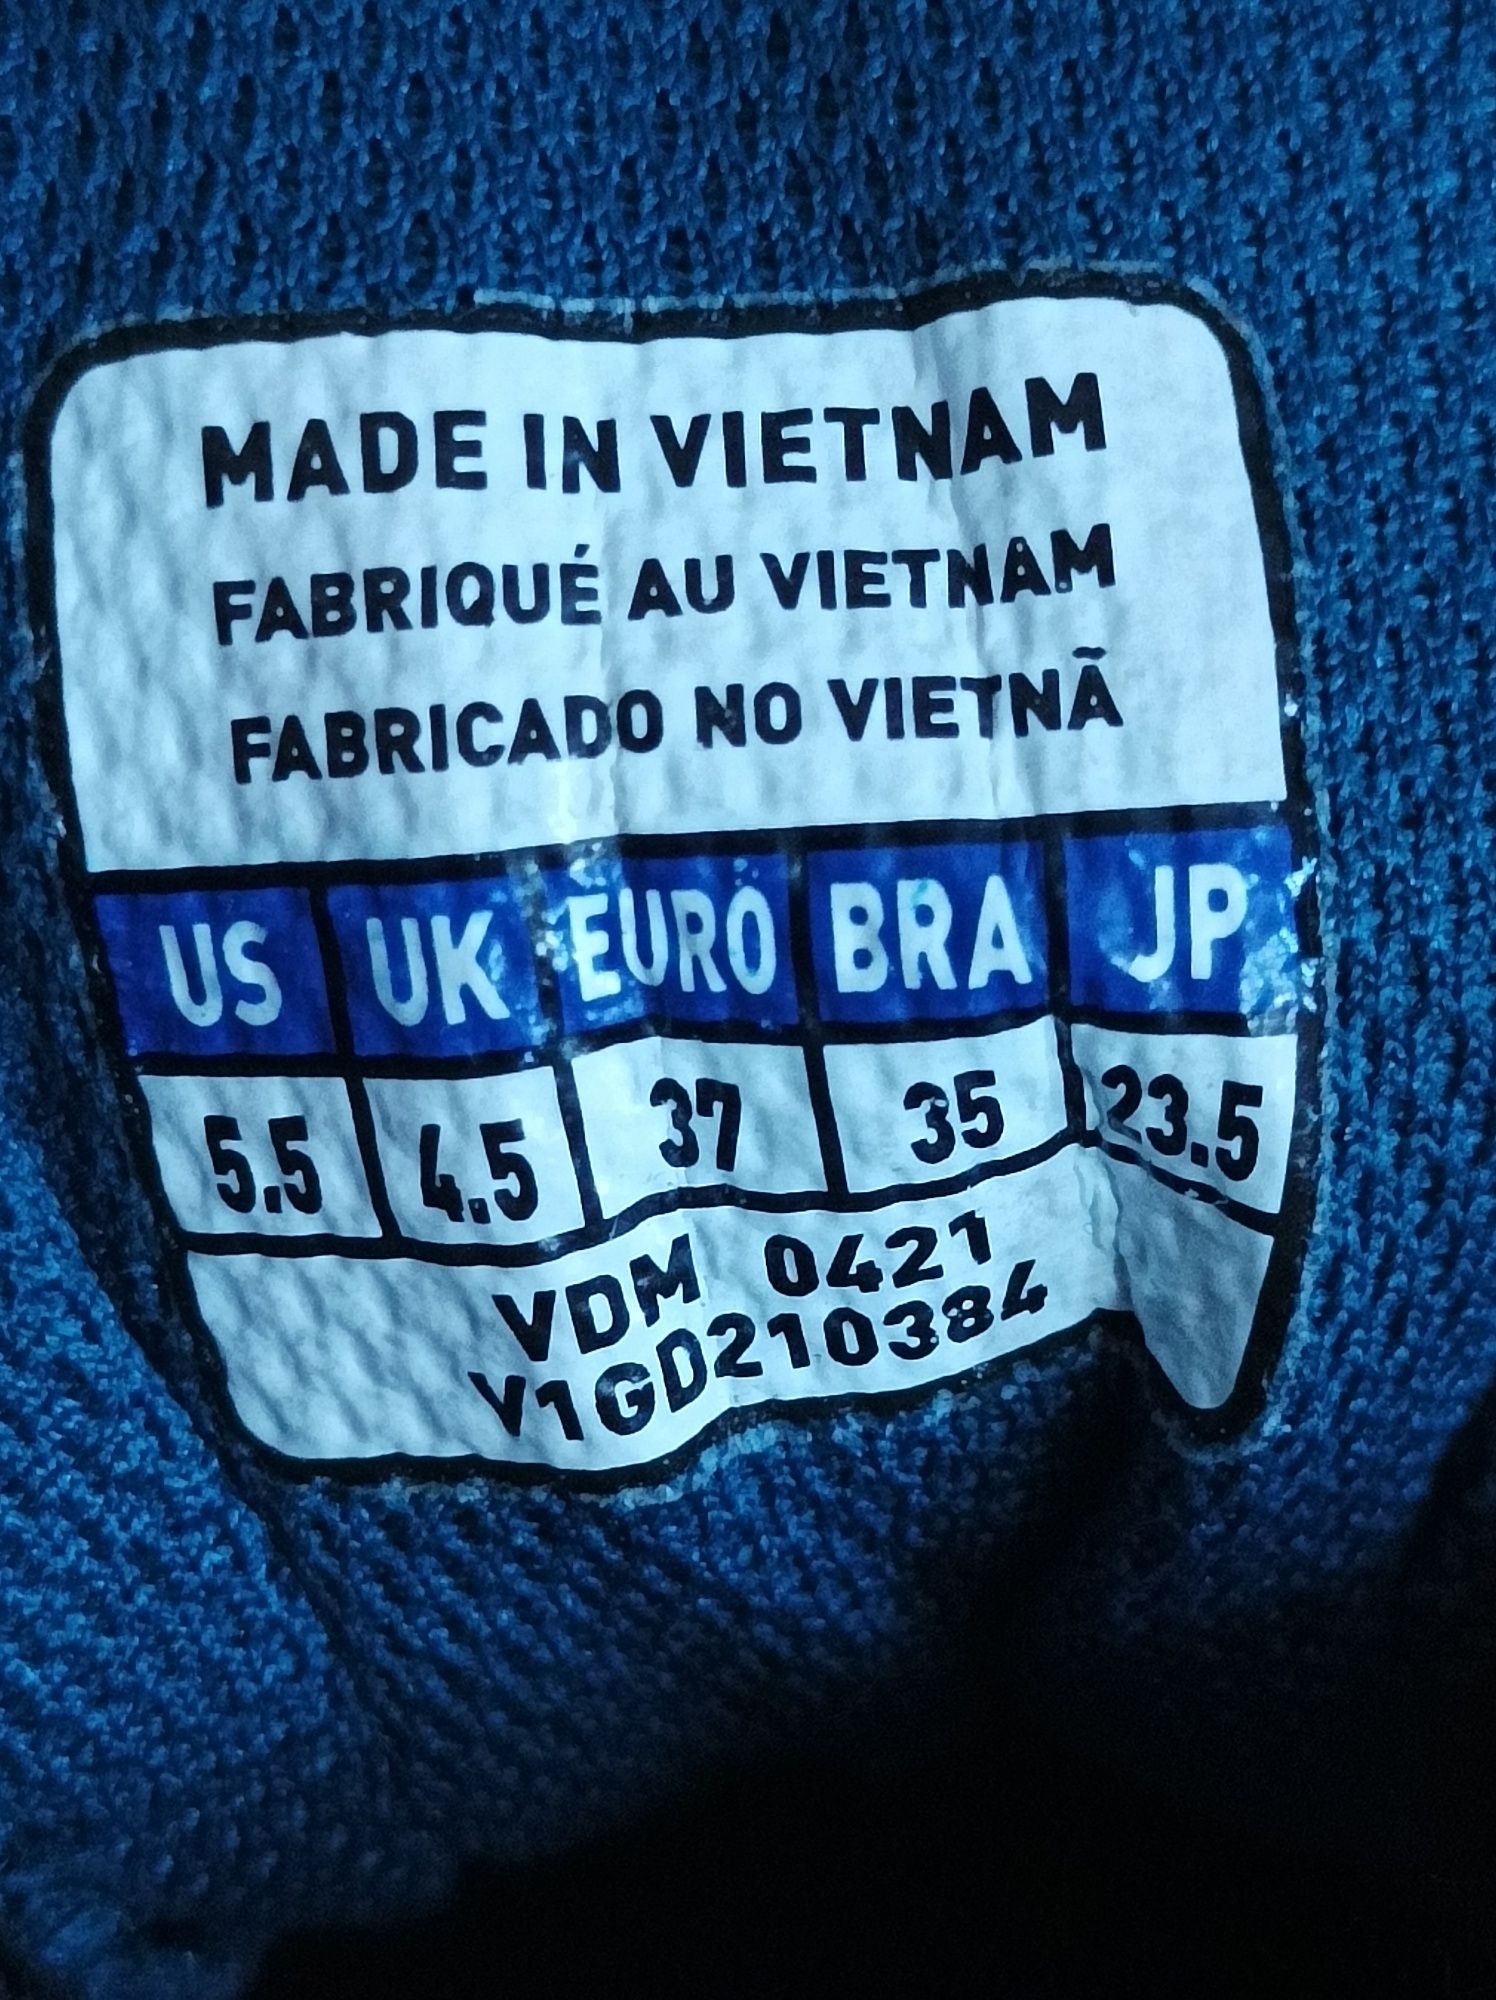 MADE IN VIETNAM
FABRIQUÉ AU VIETNAM
FABRICADO NO VIETNÃ
US UK EURO BRA JP
5.5 4.5 37 35 23.5
VDM 0421
V1GD210384